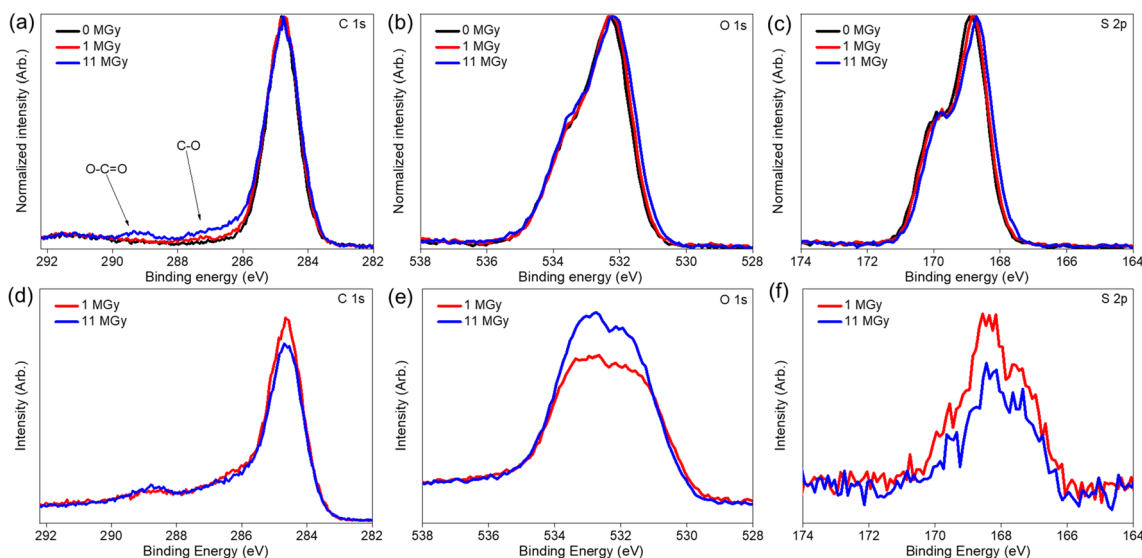 (a)
C 1s
0 MGy
1 MGy
11 MGy
C-O
O-C=O
Normalized intensity (Arb.)
292 290 288 286 284 282
Binding energy (eV)
(b)
O 1s
0 MGy
1 MGy
11 MGy
Normalized intensity (Arb.)
538 536 534 532 530 528
Binding energy (eV)
(c)
S 2p
0 MGy
1 MGy
11 MGy
Normalized intensity (Arb.)
174 172 170 168 166 164
Binding energy (eV)
(d)
C 1s
1 MGy
11 MGy
Intensity (Arb.)
292 290 288 286 284 282
Binding Energy (eV)
(e)
O 1s
1 MGy
11 MGy
Intensity (Arb.)
538 536 534 532 530 528
Binding Energy (eV)
(f)
S 2p
1 MGy
11 MGy
Intensity (Arb.)
174 172 170 168 166 164
Binding Energy (eV)